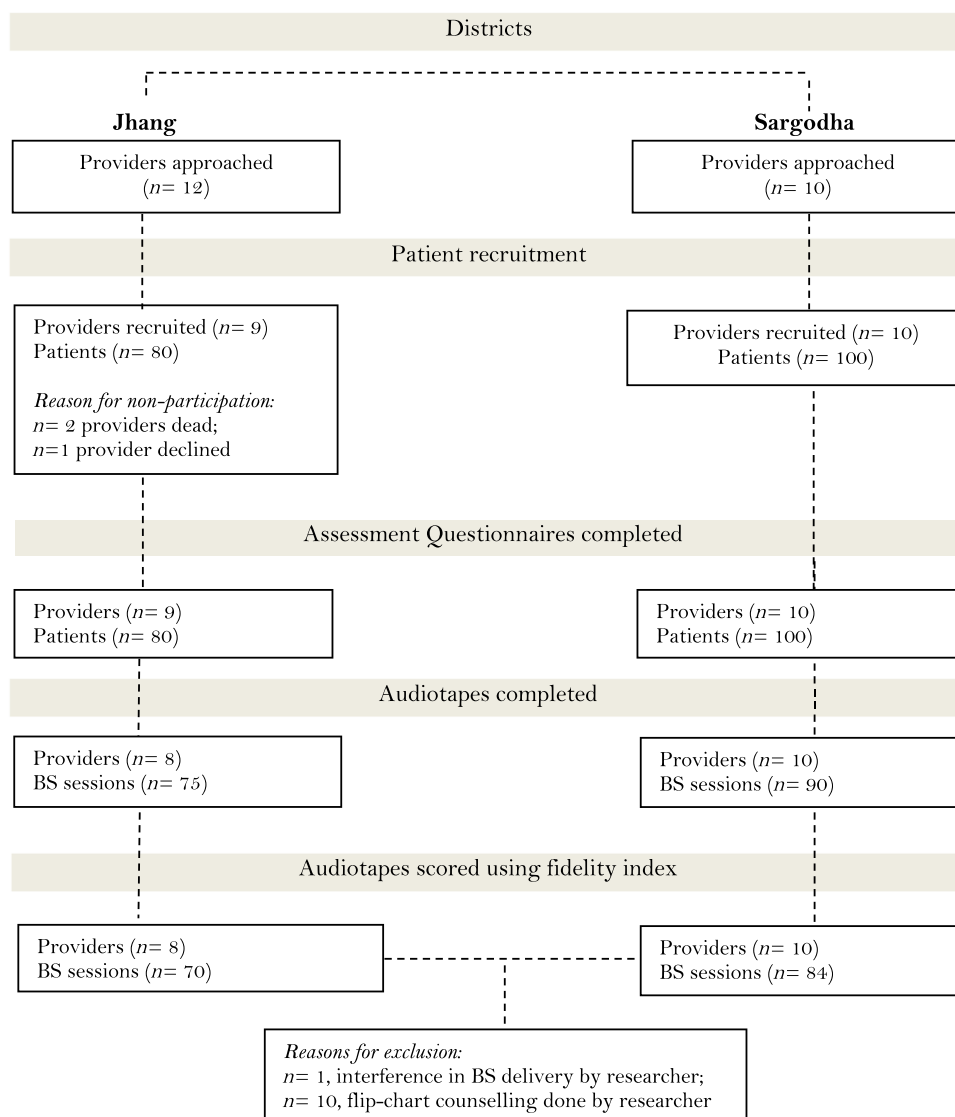 Districts
Jhang
Sargodha
Providers approached
(n= 12)
Providers approached
(n= 10)
Patient recruitment
Providers recruited (n= 9)
Patients (n= 80)
Reason for non-participation:
n= 2 providers dead;
n=1 provider declined
Providers recruited (n= 10)
Patients (n= 100)
Assessment Questionnaires completed
Providers (n= 9)
Patients (n= 80)
Providers (n= 10)
Patients (n= 100)
Audiotapes completed
Providers (n= 8)
BS sessions (n= 75)
Providers (n= 10)
BS sessions (n= 90)
Audiotapes scored using fidelity index
Providers (n= 8)
BS sessions (n= 70)
Providers (n= 10)
BS sessions (n= 84)
Reasons for exclusion:
n= 1, interference in BS delivery by researcher;
n= 10, flip-chart counselling done by researcher